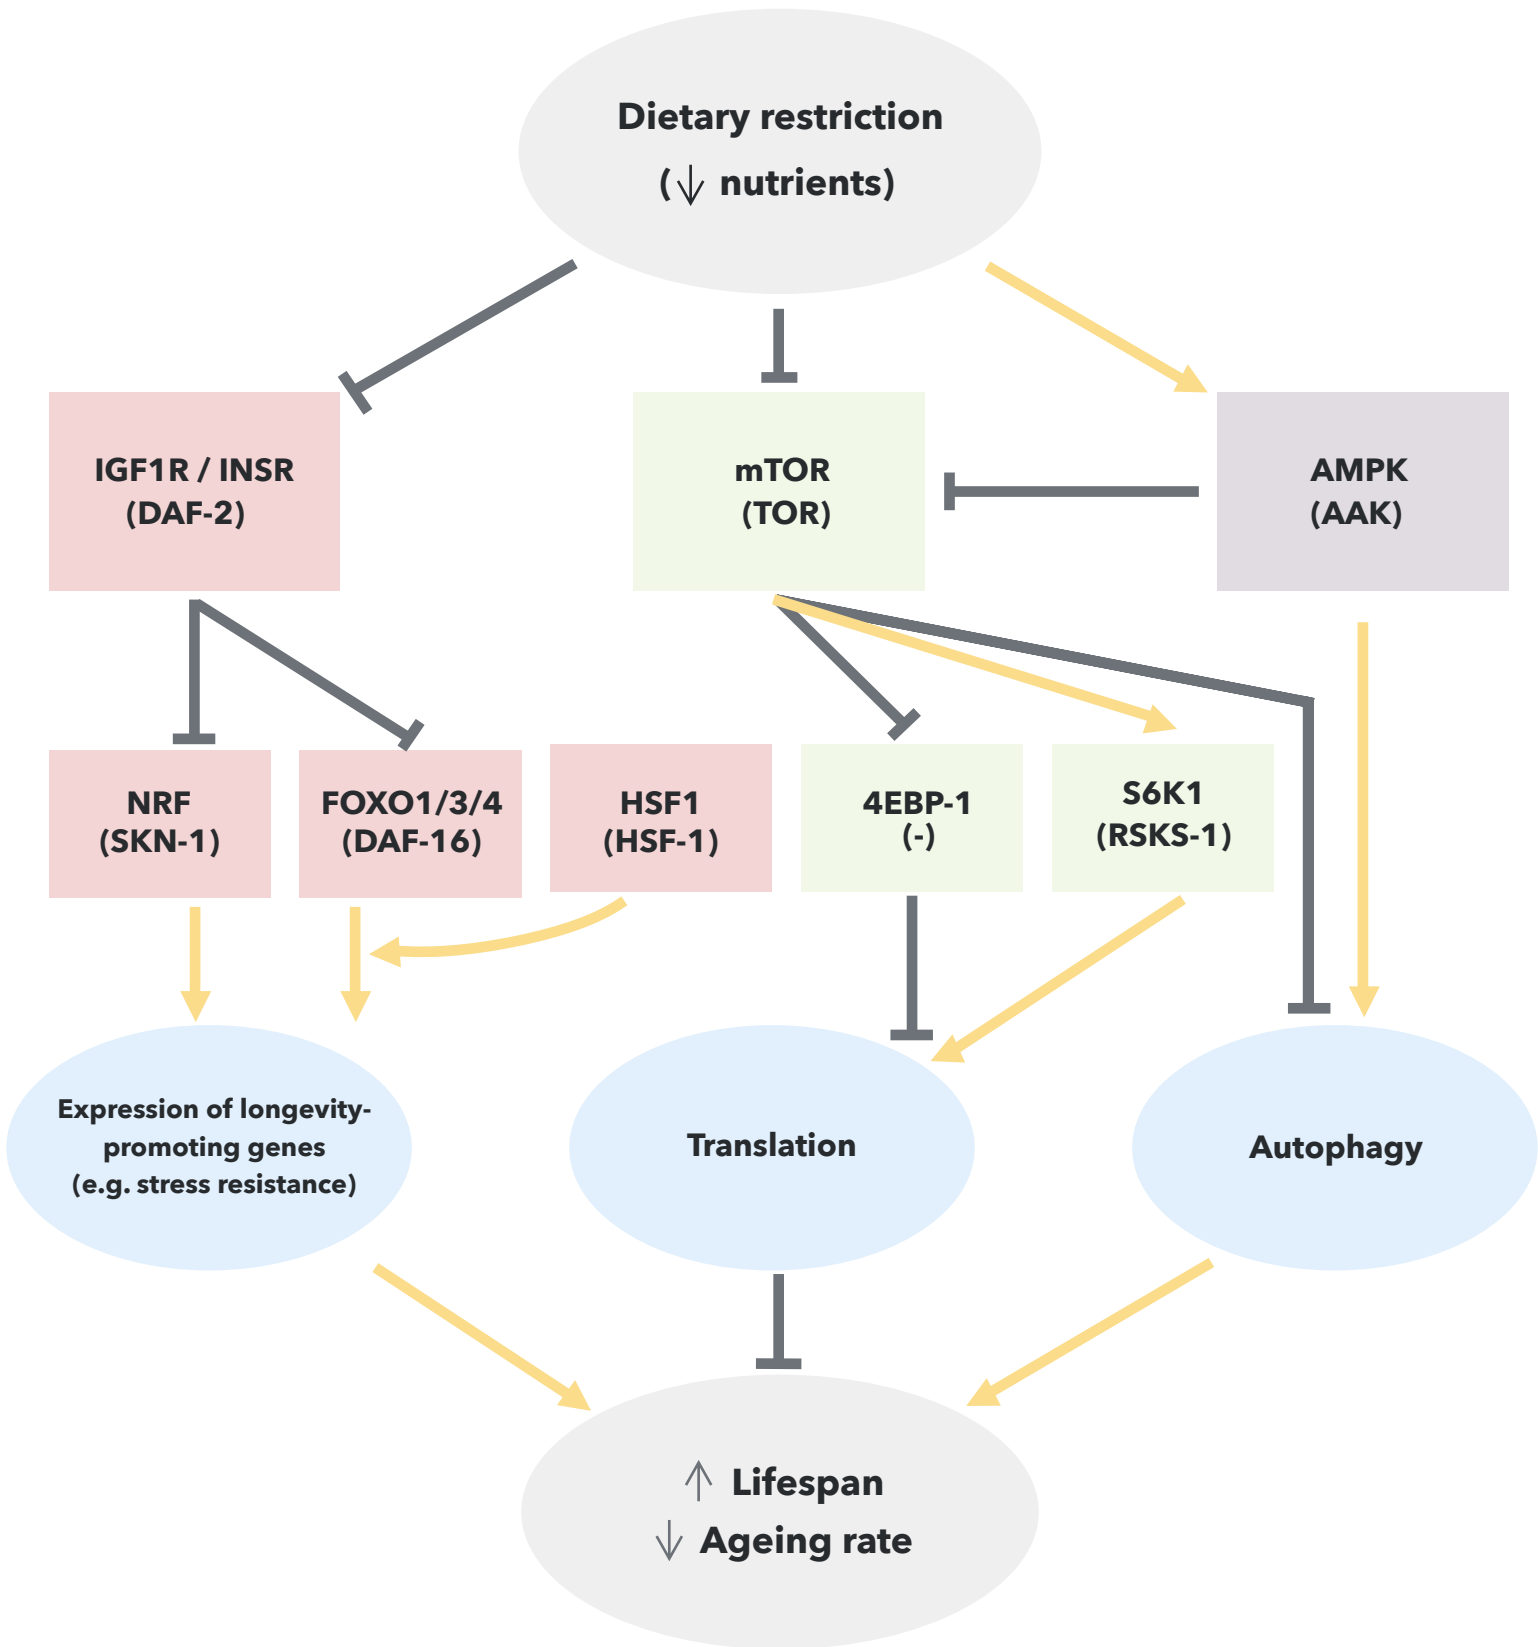 Dietary restriction
(↓ nutrients)
IGF1R / INSR
(DAF-2)
mTOR
(TOR)
AMPK
(AAK)
NRF
(SKN-1)
FOXO1/3/4
(DAF-16)
HSF1
(HSF-1)
4EBP-1
(-)
S6K1
(RSKS-1)
Expression of longevity-
promoting genes
(e.g. stress resistance)
Translation
Autophagy
↑ Lifespan
↓ Ageing rate